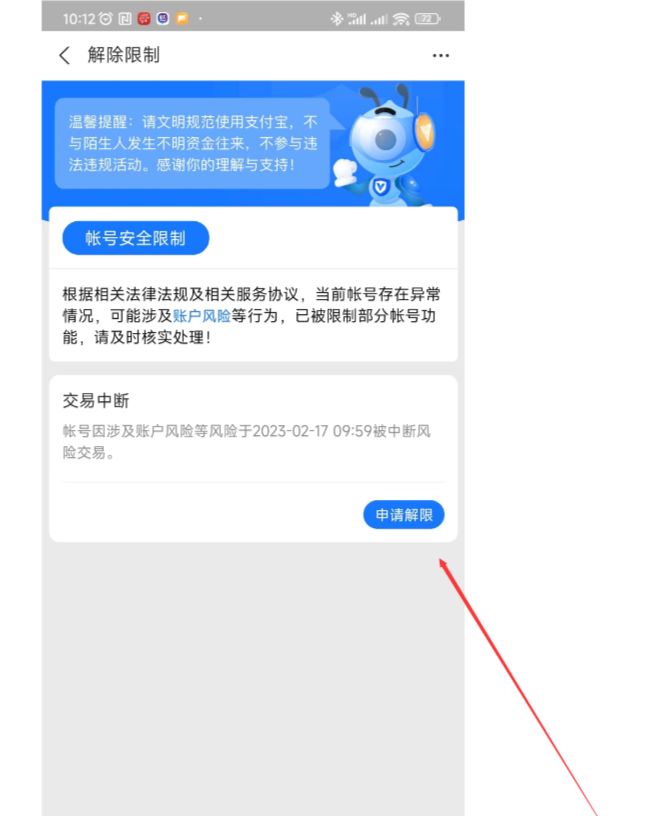 10:12
72
解除限制
温馨提醒：请文明规范使用支付宝，不
与陌生人发生不明资金往来，不参与违
法违规活动。感谢你的理解与支持！
帐号安全限制
根据相关法律法规及相关服务协议，当前帐号存在异常
情况，可能涉及账户风险等行为，已被限制部分帐号功
能，请及时核实处理！
交易中断
帐号因涉及账户风险等风险于2023-02-17 09:59被中断风
险交易。
申请解限